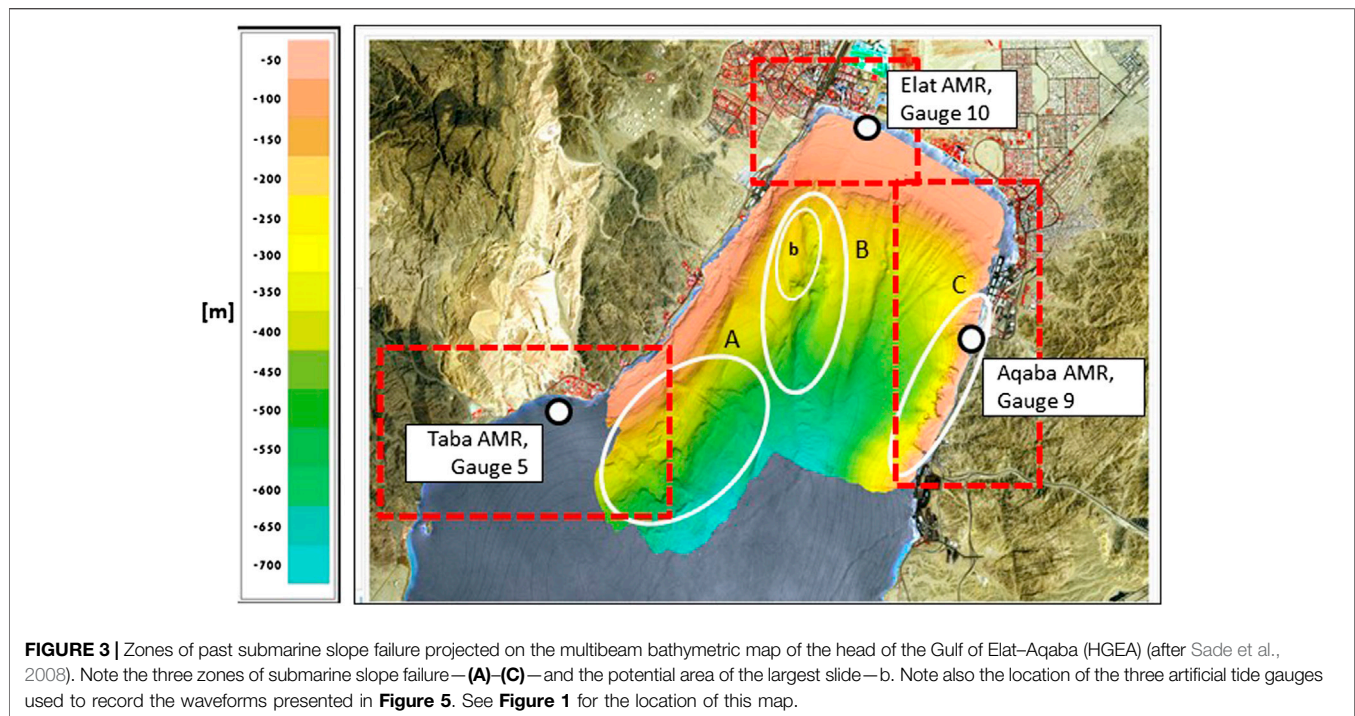 -50
-100
-150
-200
-250
-300
-350
-400
-450
-500
-550
-600
-650
-700
[m]
Elat AMR,
Gauge 10
b
B
C
A
Aqaba AMR,
Gauge 9
Taba AMR,
Gauge 5
FIGURE 3 | Zones of past submarine slope failure projected on the multibeam bathymetric map of the head of the Gulf of Elat–Aqaba (HGEA) (after Sade et al.,
2008). Note the three zones of submarine slope failure—(A)–(C)—and the potential area of the largest slide—b. Note also the location of the three artificial tide gauges
used to record the waveforms presented in Figure 5. See Figure 1 for the location of this map.